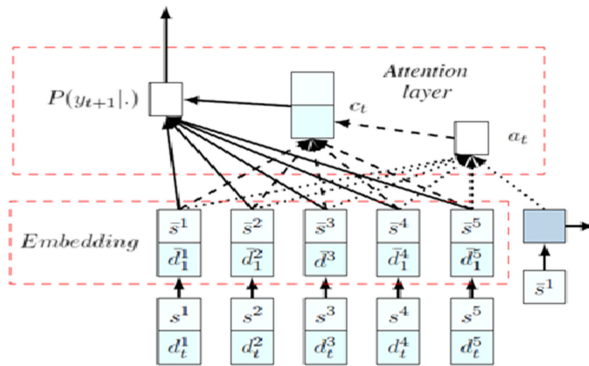 Attention
layer
P(y_{t+1}|.)
c_t
a_t
Embedding
s̄^1 s̄^2 s̄^3 s̄^4 s̄^5
d̄_1^1 d̄_1^2 d̄^3 d̄_1^4 d̄_1^5
s̄^1
s^1 s^2 s^3 s^4 s^5
d_t^1 d_t^2 d_t^3 d_t^4 d_t^5